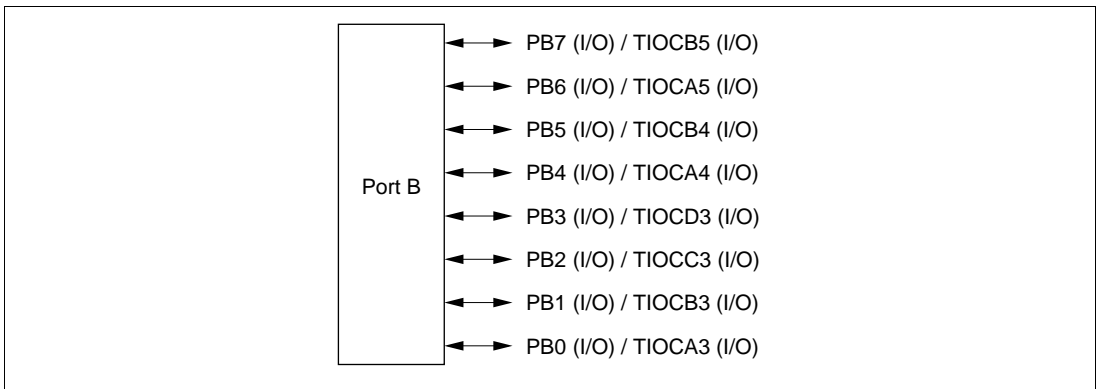 PB7 (I/O) / TIOCB5 (I/O)
PB6 (I/O) / TIOCA5 (I/O)
PB5 (I/O) / TIOCB4 (I/O)
PB4 (I/O) / TIOCA4 (I/O)
Port B
PB3 (I/O) / TIOCD3 (I/O)
PB2 (I/O) / TIOCC3 (I/O)
PB1 (I/O) / TIOCB3 (I/O)
PB0 (I/O) / TIOCA3 (I/O)